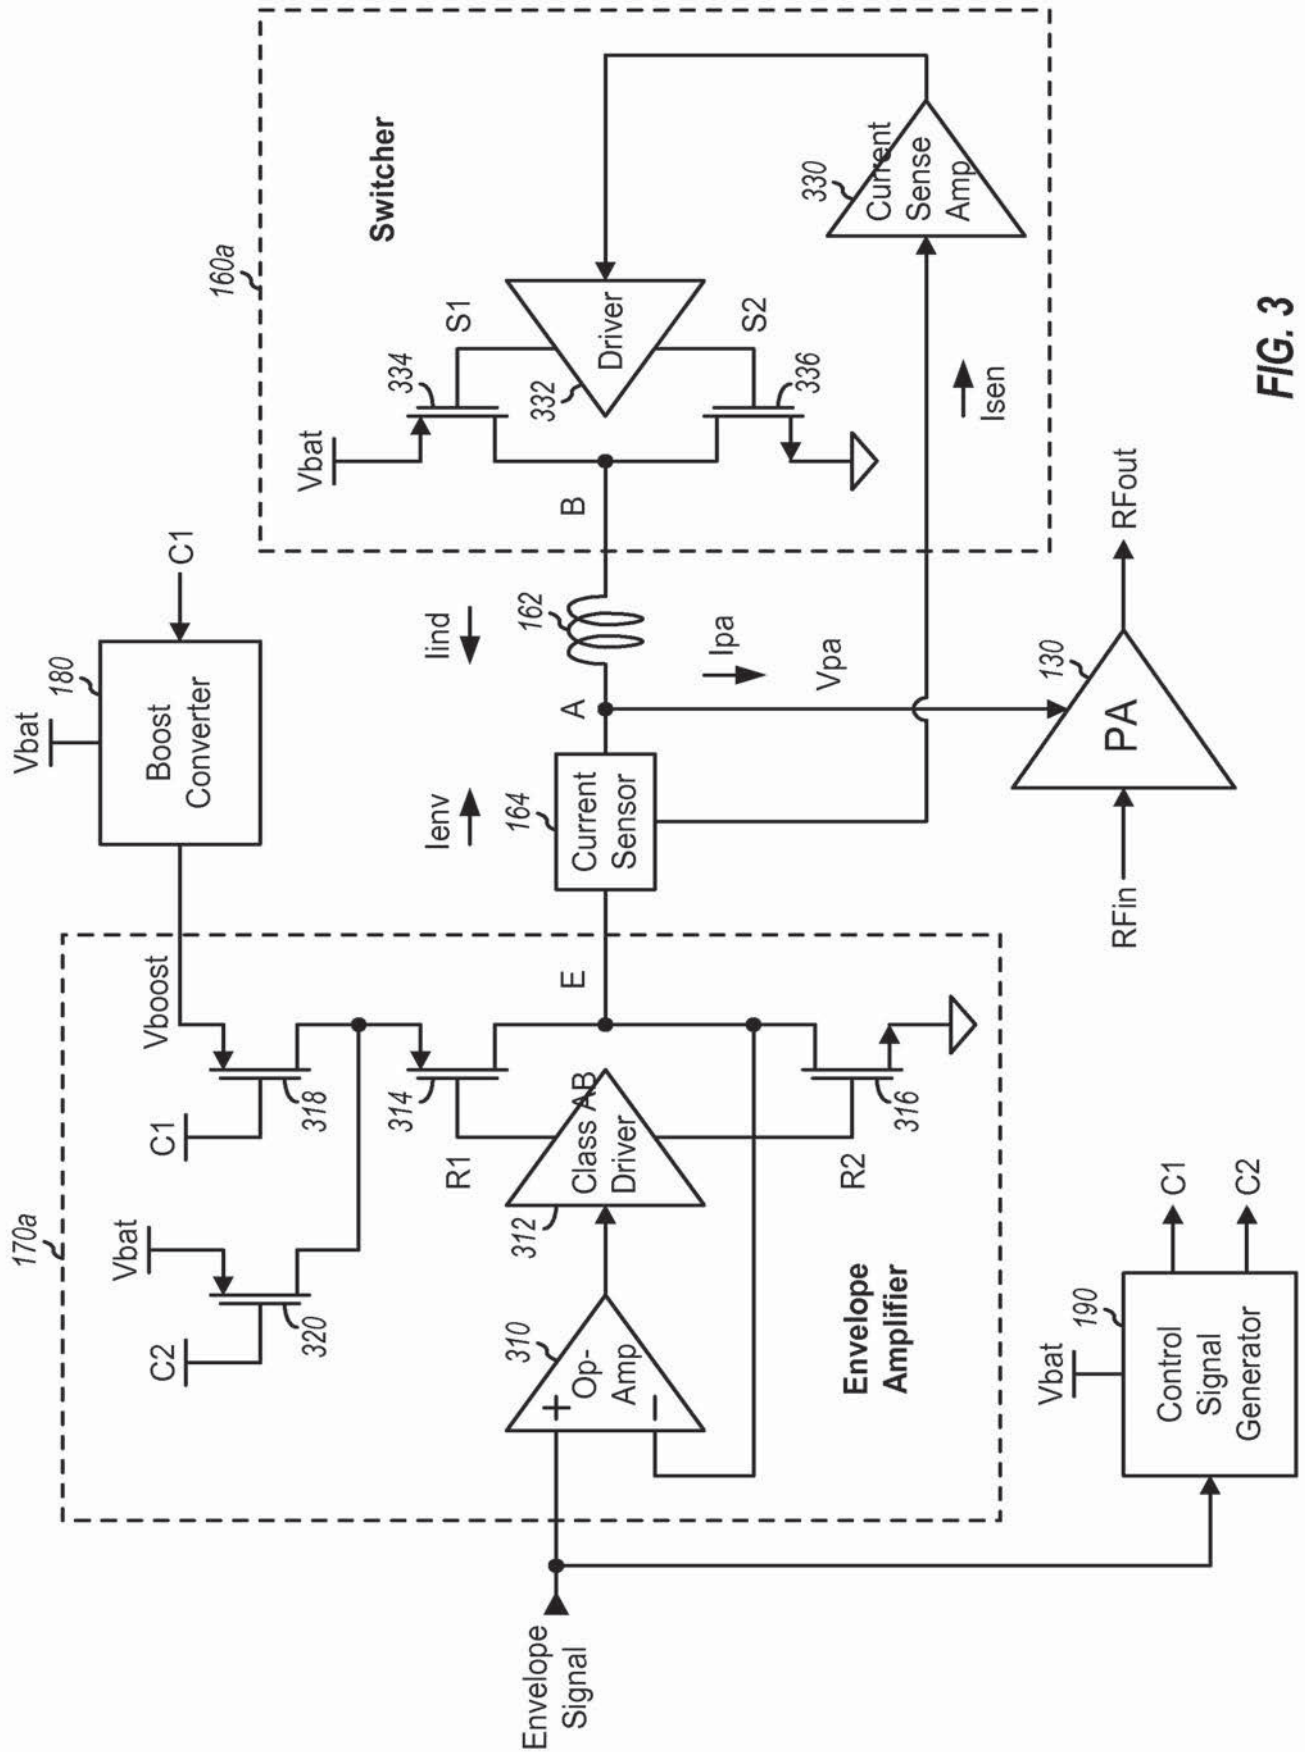 170a
Vbat
180
Vbat
Boost
Converter
C1
160a
C2
320
C1
318
Vboost
Vbat
334
S1
Switcher
R1
314
Ienv
Iind
Envelope
Signal
310
Op-
Amp
+
−
312
Class AB
Driver
E
164
Current
Sensor
A
162
B
332
Driver
S2
336
R2
316
Ipa
Vpa
Isen
330
Current
Sense
Amp
Envelope
Amplifier
Vbat
190
Control
Signal
Generator
C1
C2
RFin
130
PA
RFout
FIG. 3